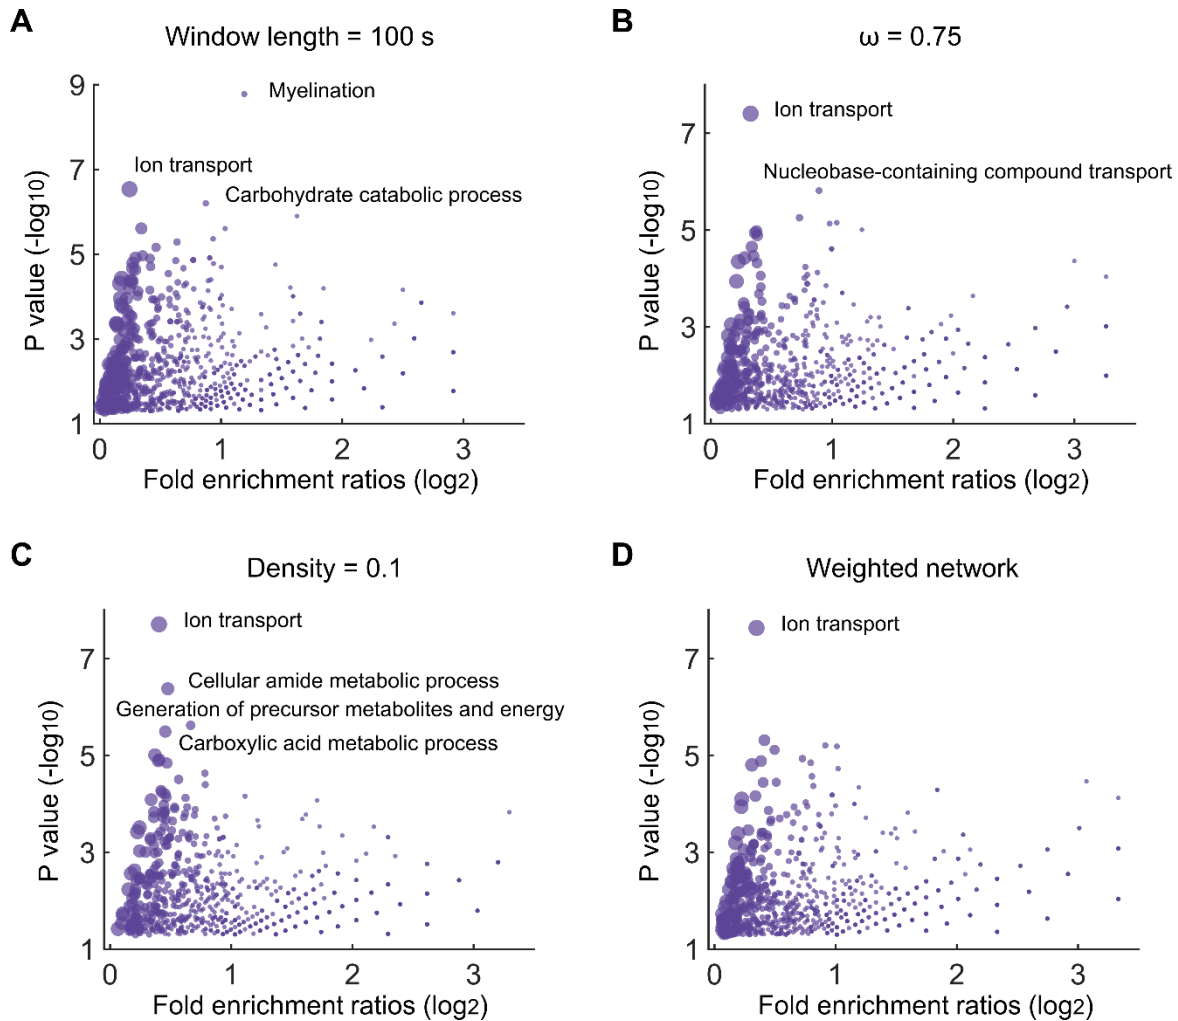 A
Window length = 100 s
9
7
5
3
1
P value (-log10)
Myelination
Ion transport
Carbohydrate catabolic process
0 1 2 3
Fold enrichment ratios (log2)
B
ω = 0.75
7
5
3
1
P value (-log10)
Ion transport
Nucleobase-containing compound transport
0 1 2 3
Fold enrichment ratios (log2)
C
Density = 0.1
7
5
3
1
P value (-log10)
Ion transport
Cellular amide metabolic process
Generation of precursor metabolites and energy
Carboxylic acid metabolic process
0 1 2 3
Fold enrichment ratios (log2)
D
Weighted network
7
5
3
1
P value (-log10)
Ion transport
0 1 2 3
Fold enrichment ratios (log2)